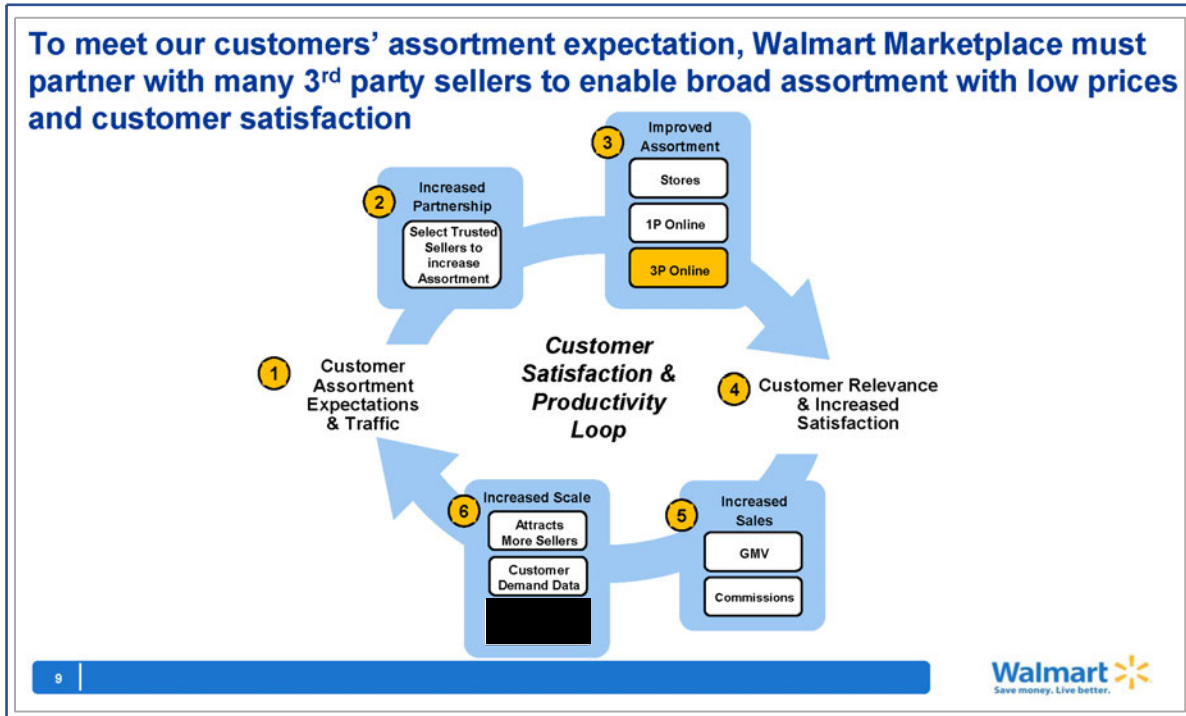 To meet our customers’ assortment expectation, Walmart Marketplace must
partner with many 3rd party sellers to enable broad assortment with low prices
and customer satisfaction
1
Customer
Assortment
Expectations
& Traffic
2
Increased
Partnership
Select Trusted
Sellers to
increase
Assortment
3
Improved
Assortment
Stores
1P Online
3P Online
Customer
Satisfaction &
Productivity
Loop
4
Customer Relevance
& Increased
Satisfaction
5
Increased
Sales
GMV
Commissions
6
Increased Scale
Attracts
More Sellers
Customer
Demand Data
9
Walmart
Save money. Live better.